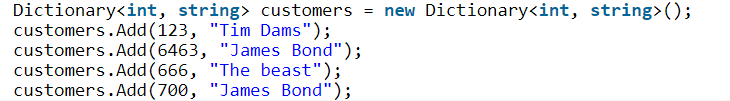 Dictionary<int, string> customers = new Dictionary<int, string>();
customers.Add(123, "Tim Dams");
customers.Add(6463, "James Bond");
customers.Add(666, "The beast");
customers.Add(700, "James Bond");